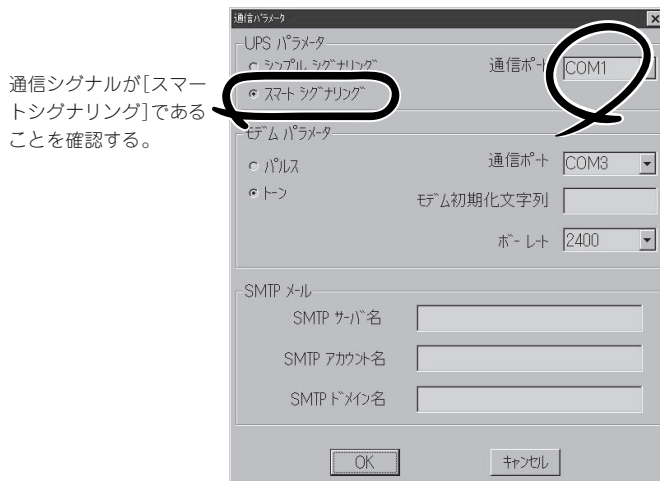 通信パラメータ
UPS パラメータ
シンプル シグナリング
通信ポート
COM1
スマート シグナリング
通信シグナルが[スマー
トシグナリング]である
ことを確認する。
モデム パラメータ
パルス
通信ポート
COM3
トーン
モデム初期化文字列
ボーレート
2400
SMTP メール
SMTP サーバ名
SMTP アカウント名
SMTP ドメイン名
OK
キャンセル